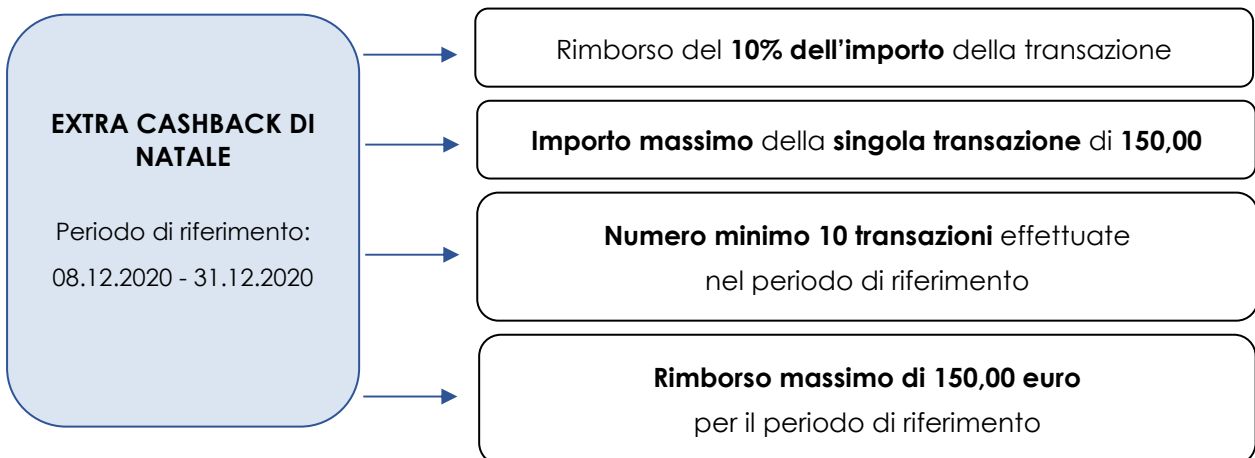 EXTRA CASHBACK DI
NATALE
Periodo di riferimento:
08.12.2020 - 31.12.2020
Rimborso del 10% dell’importo della transazione
Importo massimo della singola transazione di 150,00
Numero minimo 10 transazioni effettuate
nel periodo di riferimento
Rimborso massimo di 150,00 euro
per il periodo di riferimento